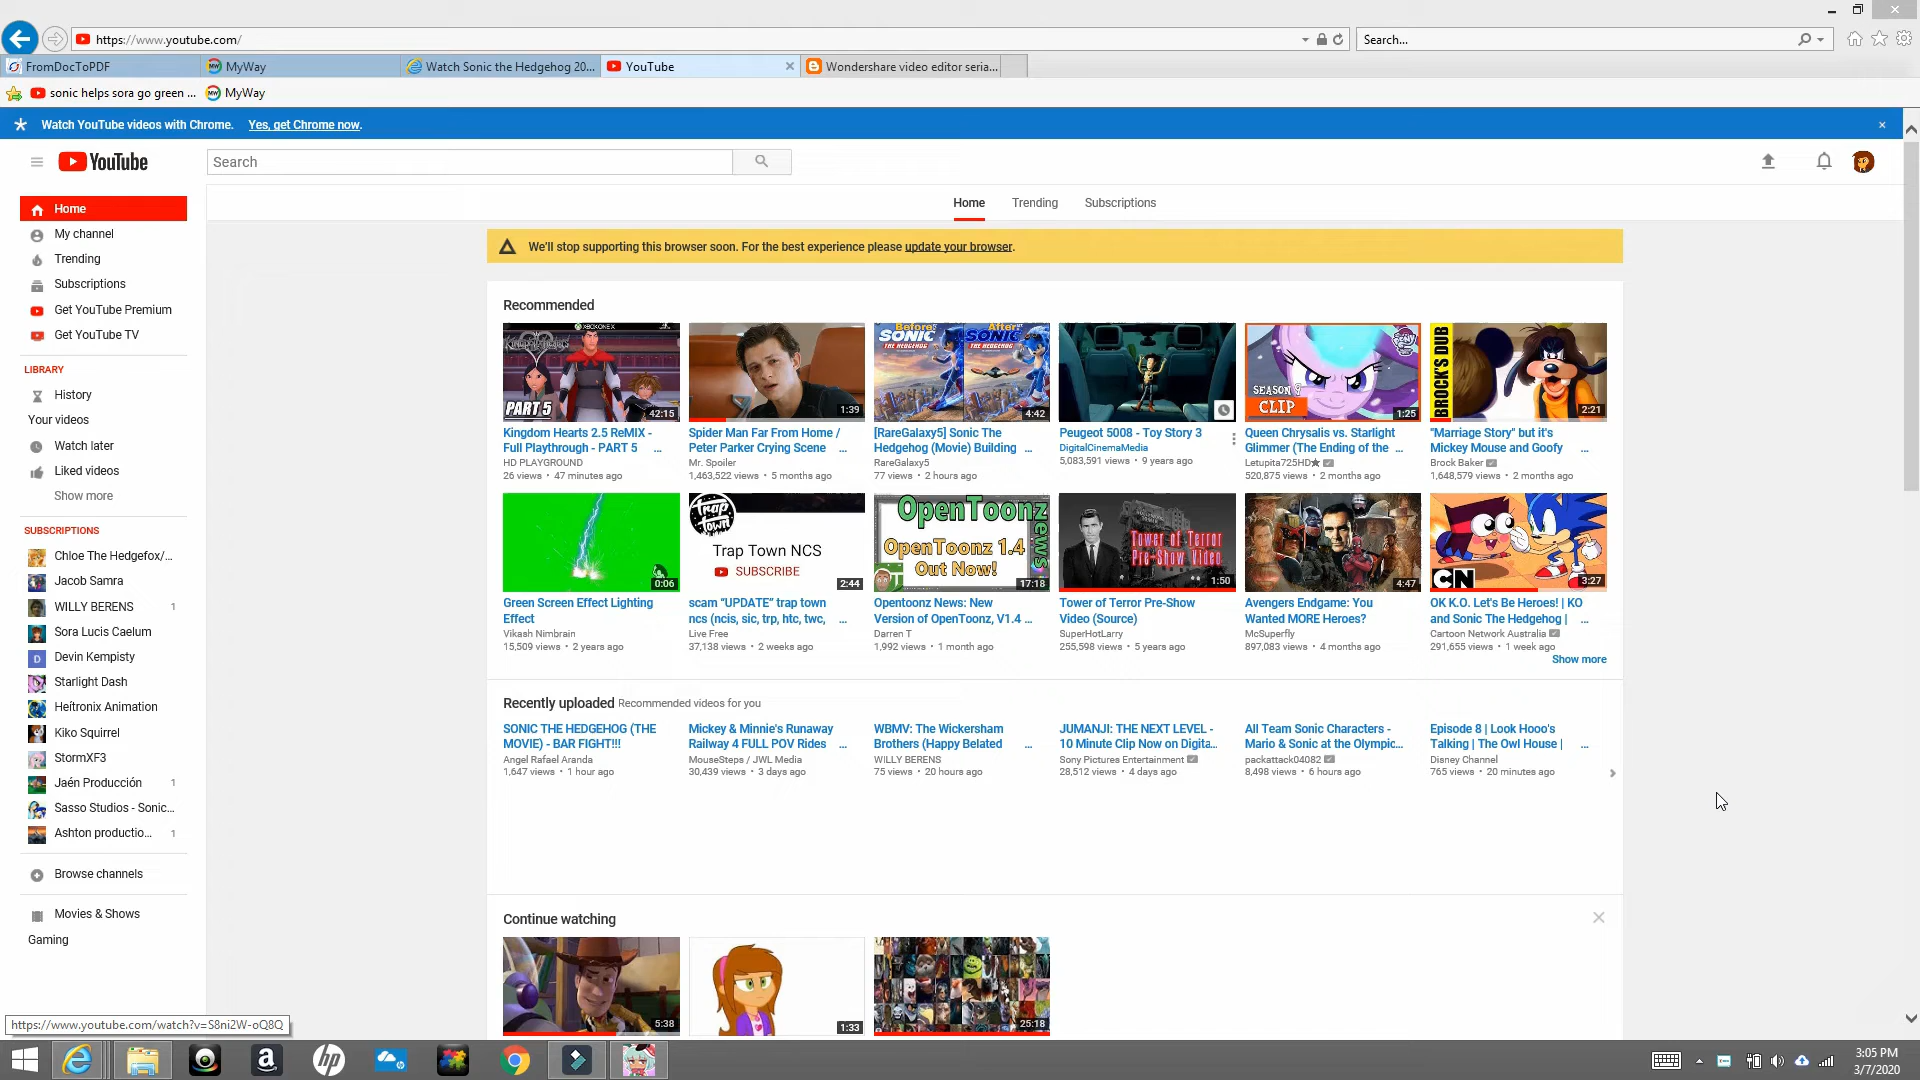 https://www.youtube.com/
Search...
FromDocToPDF
MyWay
Watch Sonic the Hedgehog 20...
YouTube
Wondershare video editor seria...
sonic helps sora go green ...
MyWay
Watch YouTube videos with Chrome. Yes, get Chrome now.
YouTube
Search
Home
Trending
Subscriptions
Home
My channel
Trending
Subscriptions
Get YouTube Premium
Get YouTube TV
LIBRARY
History
Your videos
Watch later
Liked videos
Show more
SUBSCRIPTIONS
Chloe The Hedgefox/...
Jacob Samra
WILLY BERENS 1
Sora Lucis Caelum
Devin Kempisty
Starlight Dash
Heitronix Animation
Kiko Squirrel
StormXF3
Jaén Producción 1
Sasso Studios - Sonic...
Ashton productio... 1
Browse channels
Movies & Shows
Gaming
We'll stop supporting this browser soon. For the best experience please update your browser.
Recommended
XBOX ONE X
PART 5
42:15
Kingdom Hearts 2.5 ReMIX -
Full Playthrough - PART 5 ...
HD PLAYGROUND
26 views • 47 minutes ago
1:39
Spider Man Far From Home /
Peter Parker Crying Scene ...
Mr. Spoiler
1,463,522 views • 5 months ago
Before
After
SONIC
THE HEDGEHOG
SONIC
THE HEDGEHOG
4:42
[RareGalaxy5] Sonic The
Hedgehog (Movie) Building ...
RareGalaxy5
77 views • 2 hours ago
Peugeot 5008 - Toy Story 3
DigitalCinemaMedia
5,083,591 views • 9 years ago
SEASON 9
CLIP
1:25
Queen Chrysalis vs. Starlight
Glimmer (The Ending of the ...
Letupita725HD★
520,875 views • 2 months ago
BROCK'S DUB
2:21
"Marriage Story" but it's
Mickey Mouse and Goofy ...
Brock Baker
1,648,579 views • 2 months ago
0:06
Green Screen Effect Lighting
Effect
Vikash Nimbrain
15,509 views • 2 years ago
Trap Town
Trap Town NCS
SUBSCRIBE
2:44
scam “UPDATE” trap town
ncs (ncis, sic, trp, htc, twc, ...
Live Free
37,138 views • 2 weeks ago
OpenToonz
news
OpenToonz 1.4
Out Now!
17:18
Opentoonz News: New
Version of OpenToonz, V1.4 ...
Darren T
1,992 views • 1 month ago
Tower of Terror
Pre-Show Video
1:50
Tower of Terror Pre-Show
Video (Source)
SuperHotLarry
255,598 views • 5 years ago
4:47
Avengers Endgame: You
Wanted MORE Heroes?
McSuperfly
897,083 views • 4 months ago
CN
3:27
OK K.O. Let's Be Heroes! | KO
and Sonic The Hedgehog | ...
Cartoon Network Australia
291,655 views • 1 week ago
Show more
Recently uploaded Recommended videos for you
SONIC THE HEDGEHOG (THE
MOVIE) - BAR FIGHT!!!
Angel Rafael Aranda
1,647 views • 1 hour ago
Mickey & Minnie's Runaway
Railway 4 FULL POV Rides ...
MouseSteps / JWL Media
30,439 views • 3 days ago
WBMV: The Wickersham
Brothers (Happy Belated ...
WILLY BERENS
75 views • 20 hours ago
JUMANJI: THE NEXT LEVEL -
10 Minute Clip Now on Digita...
Sony Pictures Entertainment
28,512 views • 4 days ago
All Team Sonic Characters -
Mario & Sonic at the Olympic...
packattack04082
8,498 views • 6 hours ago
Episode 8 | Look Hooo's
Talking | The Owl House | ...
Disney Channel
765 views • 20 minutes ago
Continue watching
5:38
1:33
25:18
https://www.youtube.com/watch?v=S8ni2W-oQ8Q
3:05 PM
3/7/2020